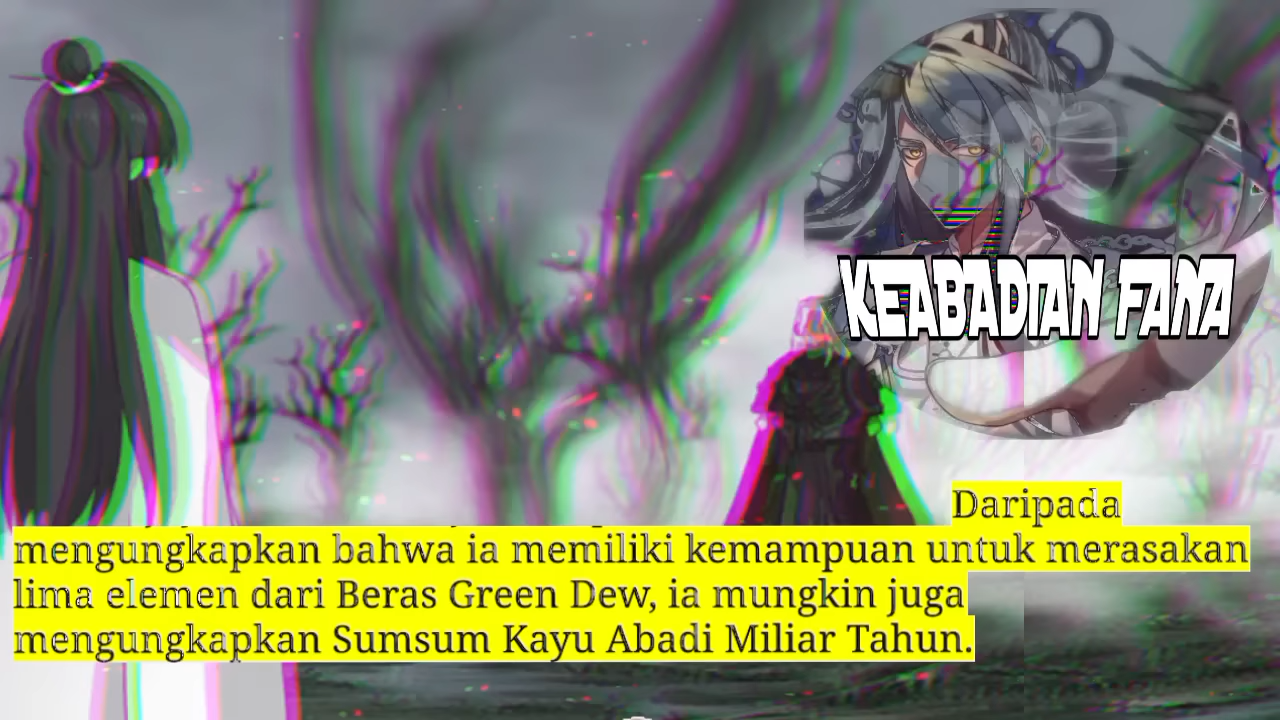 KEABADIAN FANA
Daripada
mengungkapkan bahwa ia memiliki kemampuan untuk merasakan
lima elemen dari Beras Green Dew, ia mungkin juga
mengungkapkan Sumsum Kayu Abadi Miliar Tahun.